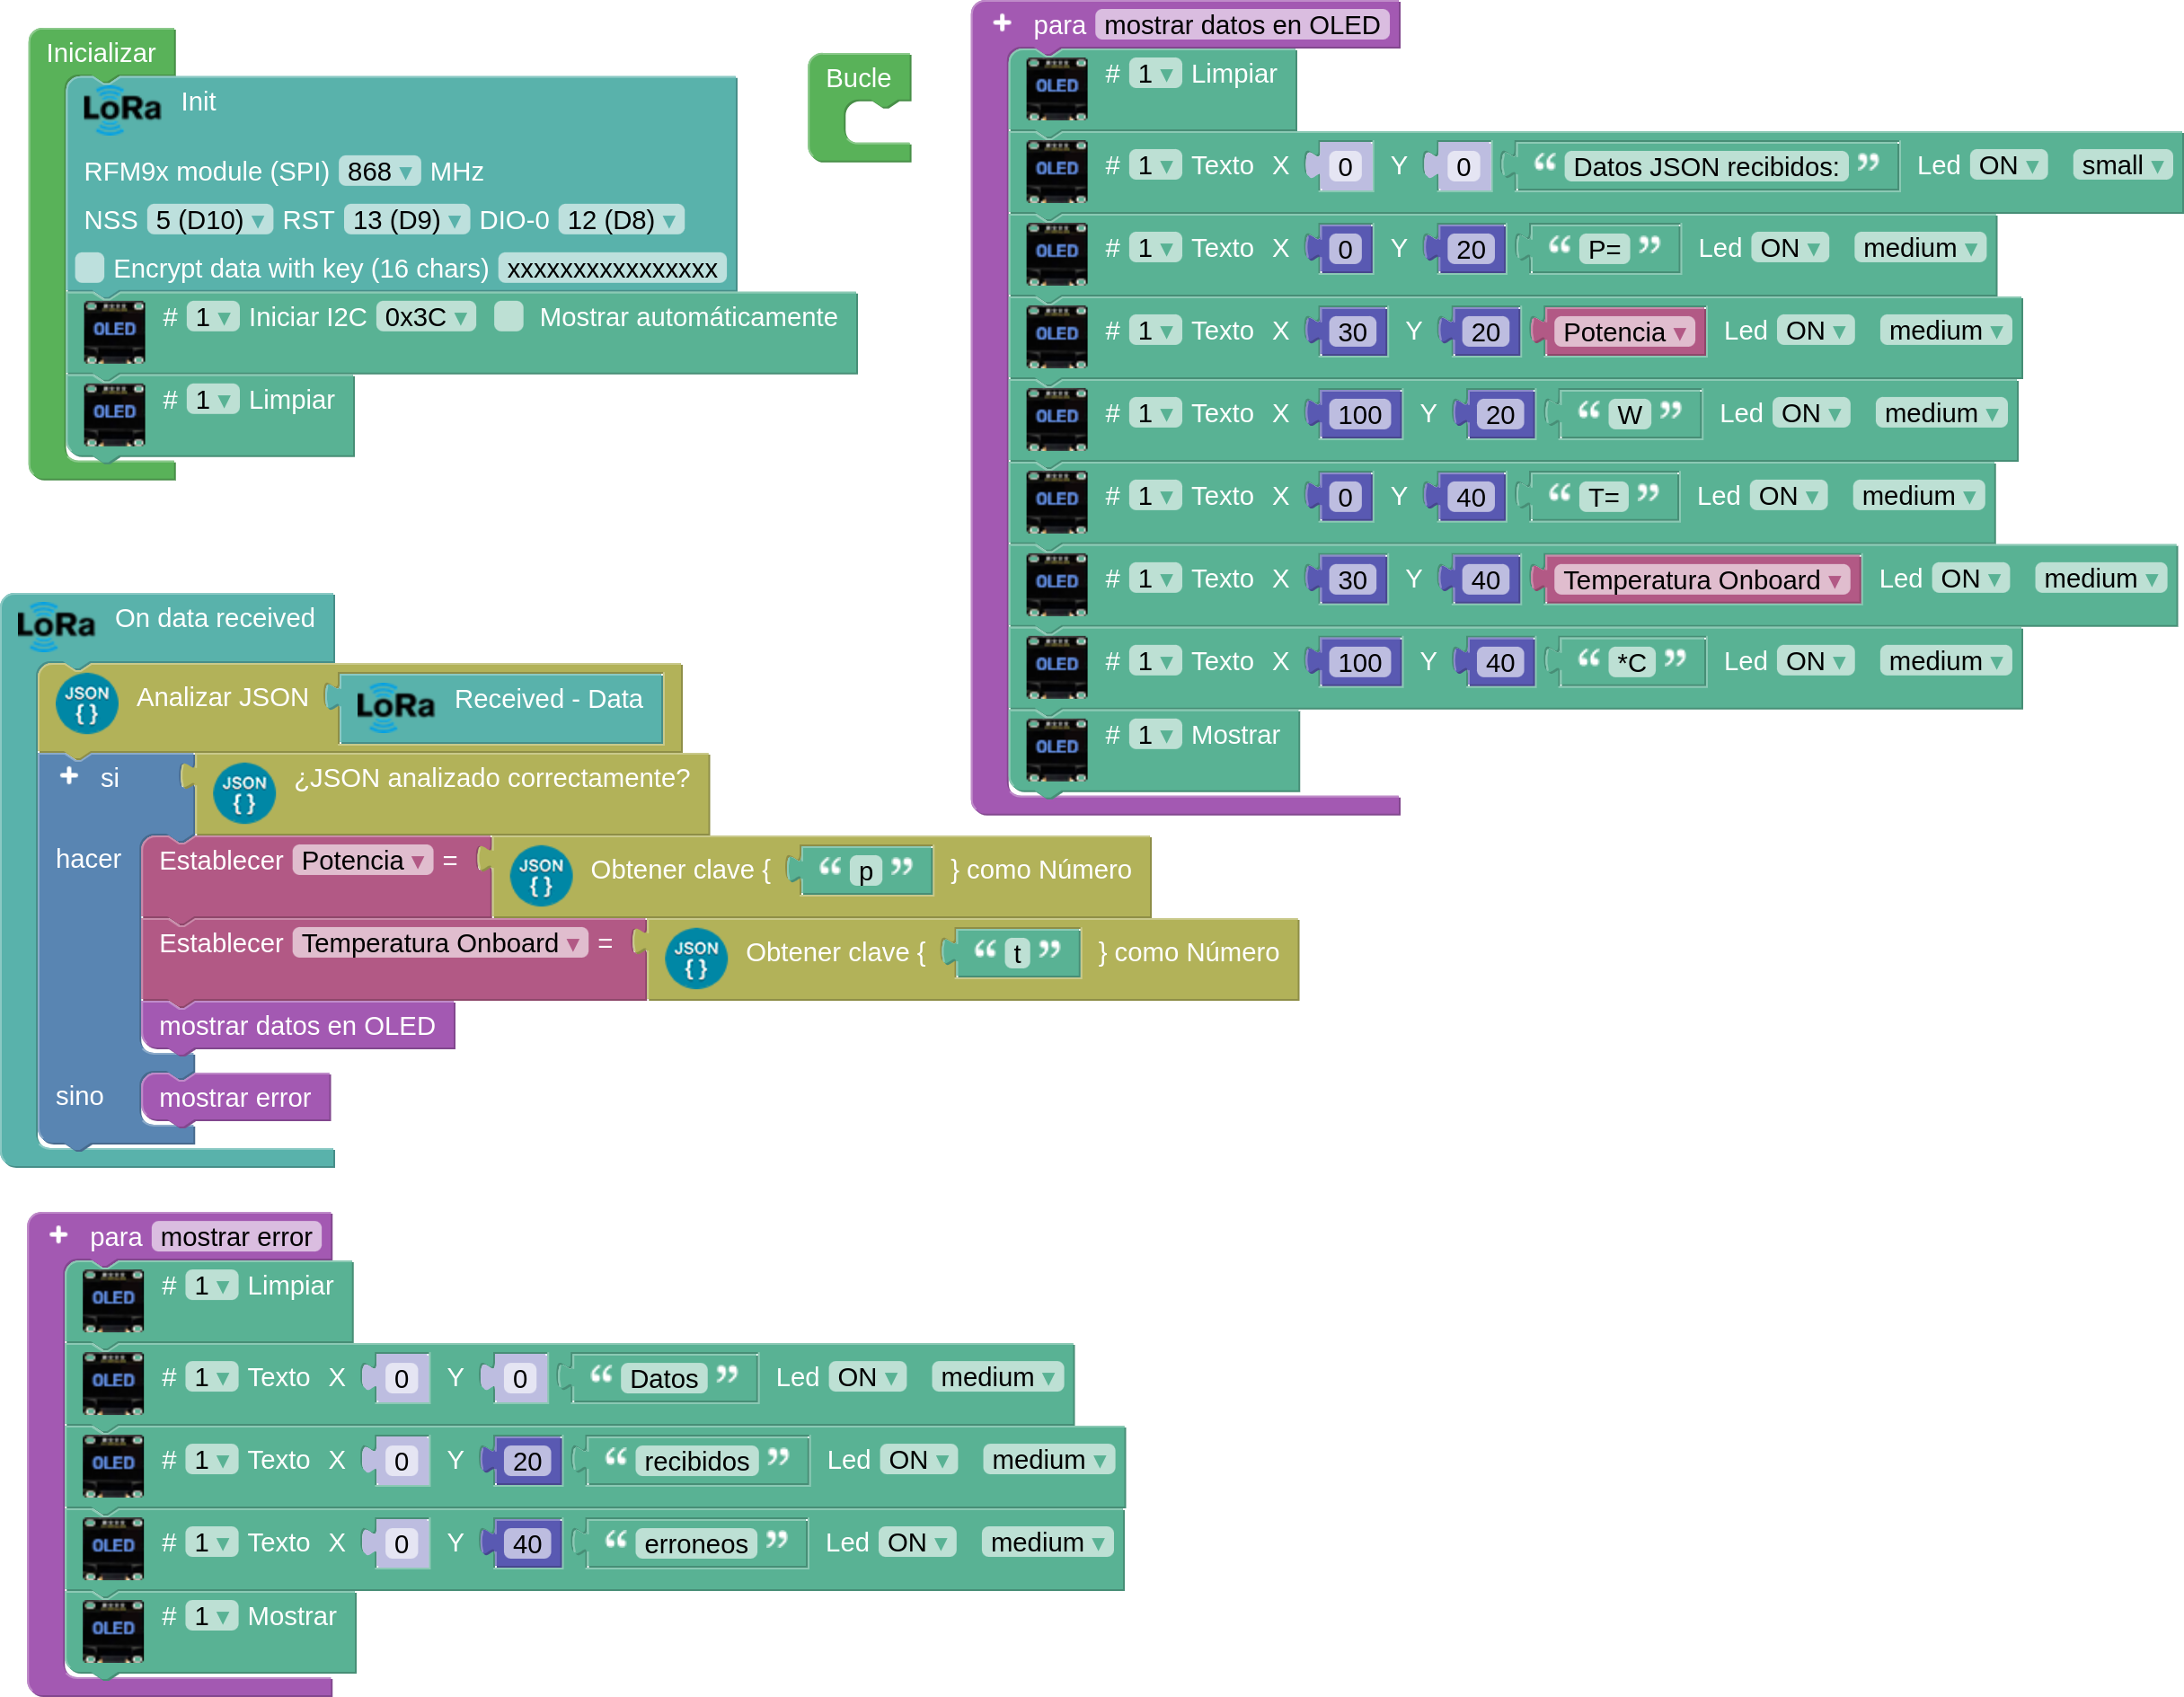 Inicializar
LoRa Init
RFM9x module (SPI) 868 ▾ MHz
NSS 5 (D10) ▾ RST 13 (D9) ▾ DIO-0 12 (D8) ▾
Encrypt data with key (16 chars) xxxxxxxxxxxxxxxx
OLED # 1 ▾ Iniciar I2C 0x3C ▾ Mostrar automáticamente
OLED # 1 ▾ Limpiar
Bucle
+ para mostrar datos en OLED
OLED # 1 ▾ Limpiar
OLED # 1 ▾ Texto X 0 Y 0 “ Datos JSON recibidos: ” Led ON ▾ small ▾
OLED # 1 ▾ Texto X 0 Y 20 “ P= ” Led ON ▾ medium ▾
OLED # 1 ▾ Texto X 30 Y 20 Potencia ▾ Led ON ▾ medium ▾
OLED # 1 ▾ Texto X 100 Y 20 “ W ” Led ON ▾ medium ▾
OLED # 1 ▾ Texto X 0 Y 40 “ T= ” Led ON ▾ medium ▾
OLED # 1 ▾ Texto X 30 Y 40 Temperatura Onboard ▾ Led ON ▾ medium ▾
OLED # 1 ▾ Texto X 100 Y 40 “ *C ” Led ON ▾ medium ▾
OLED # 1 ▾ Mostrar
LoRa On data received
JSON { } Analizar JSON LoRa Received - Data
+ si JSON { } ¿JSON analizado correctamente?
hacer Establecer Potencia ▾ = JSON { } Obtener clave { “ p ” } como Número
Establecer Temperatura Onboard ▾ = JSON { } Obtener clave { “ t ” } como Número
mostrar datos en OLED
sino mostrar error
+ para mostrar error
OLED # 1 ▾ Limpiar
OLED # 1 ▾ Texto X 0 Y 0 “ Datos ” Led ON ▾ medium ▾
OLED # 1 ▾ Texto X 0 Y 20 “ recibidos ” Led ON ▾ medium ▾
OLED # 1 ▾ Texto X 0 Y 40 “ erroneos ” Led ON ▾ medium ▾
OLED # 1 ▾ Mostrar